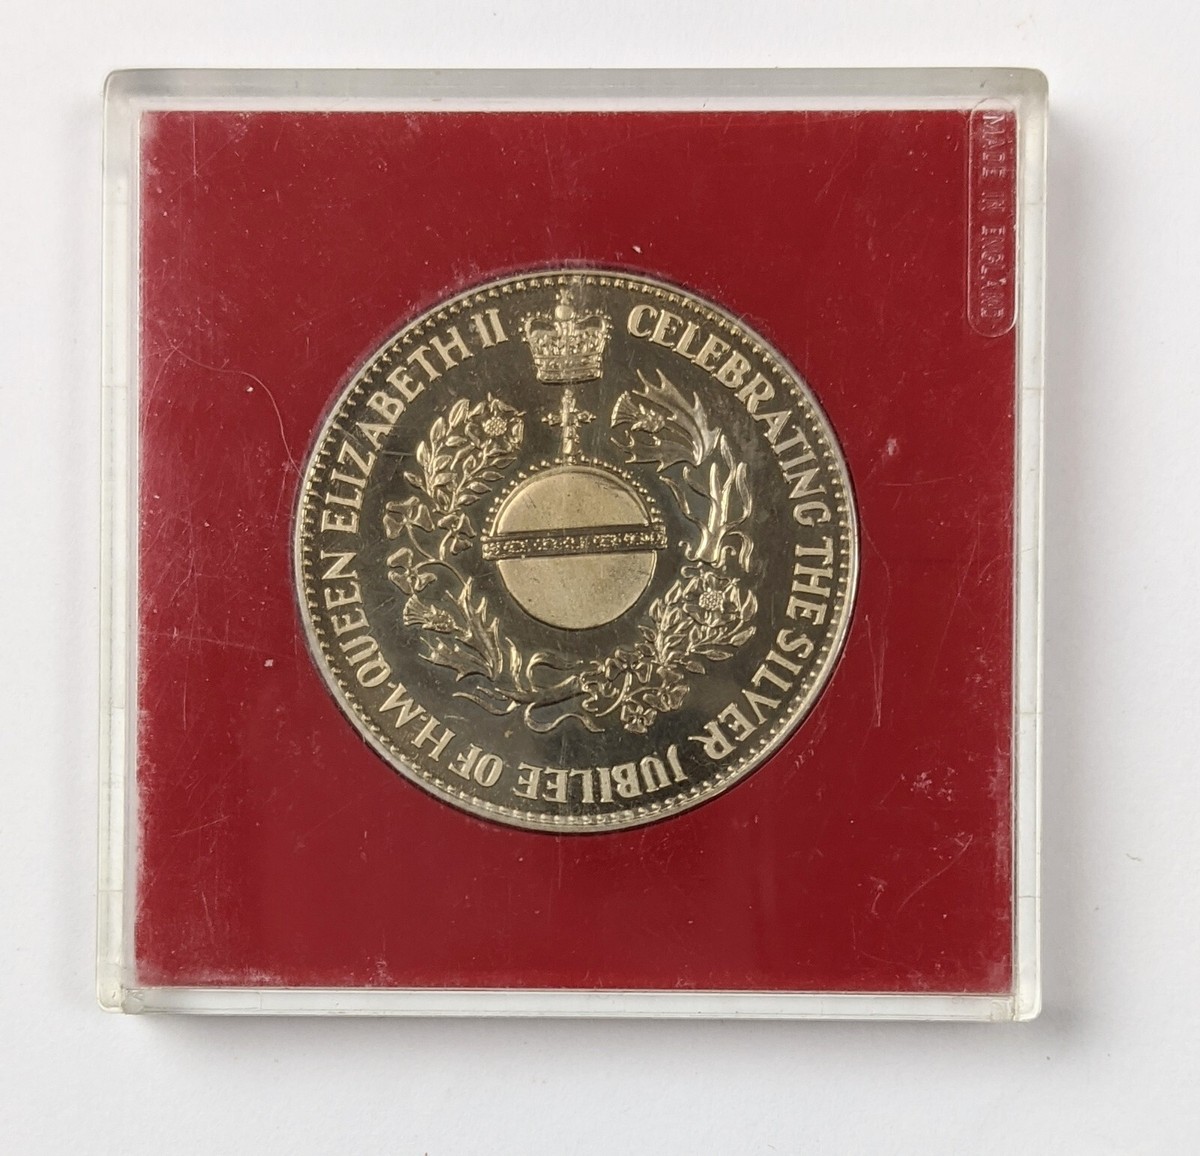 CELEBRATING THE SILVER JUBILEE OF H.M. QUEEN ELIZABETH II
MADE IN ENGLAND